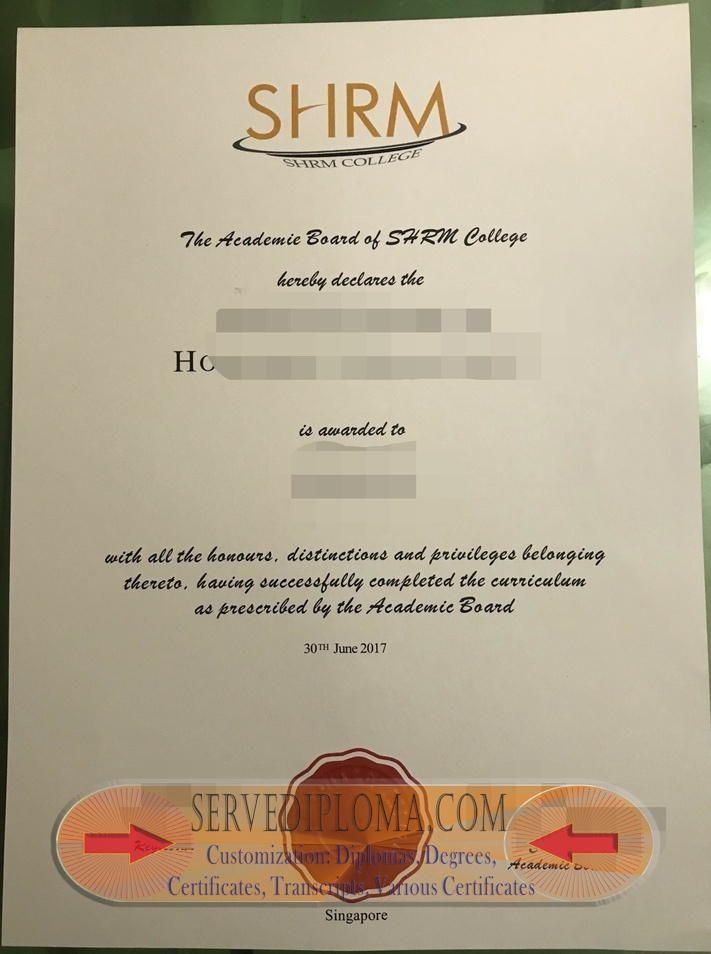 SHRM
SHRM COLLEGE
The Academic Board of SHRM College
hereby declares the
is awarded to
with all the honours, distinctions and privileges belonging
thereto, having successfully completed the curriculum
as prescribed by the Academic Board
30TH June 2017
SERVEDIPLOMA.COM
Customization: Diplomas, Degrees,
Academic
Certificates, Transcripts, Various Certificates
Singapore